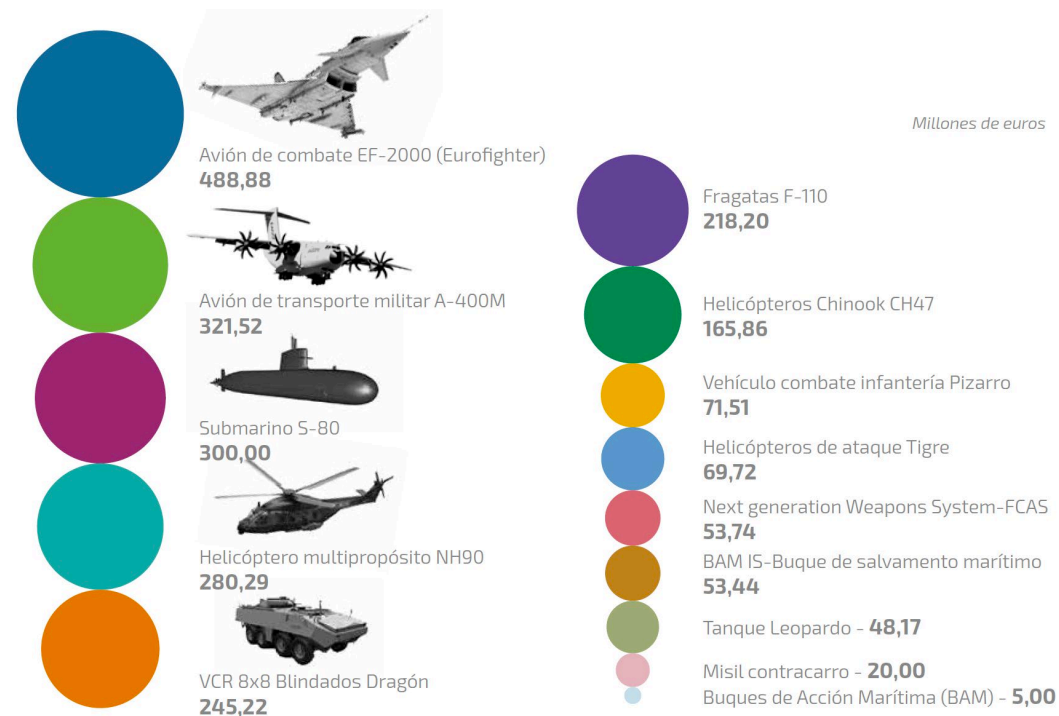 Avión de combate EF-2000 (Eurofighter)
488,88
Avión de transporte militar A-400M
321,52
Submarino S-80
300,00
Helicóptero multipropósito NH90
280,29
VCR 8x8 Blindados Dragón
245,22
Millones de euros
Fragatas F-110
218,20
Helicópteros Chinook CH47
165,86
Vehículo combate infantería Pizarro
71,51
Helicópteros de ataque Tigre
69,72
Next generation Weapons System-FCAS
53,74
BAM IS-Buque de salvamento marítimo
53,44
Tanque Leopardo - 48,17
Misil contracarro - 20,00
Buques de Acción Marítima (BAM) - 5,00